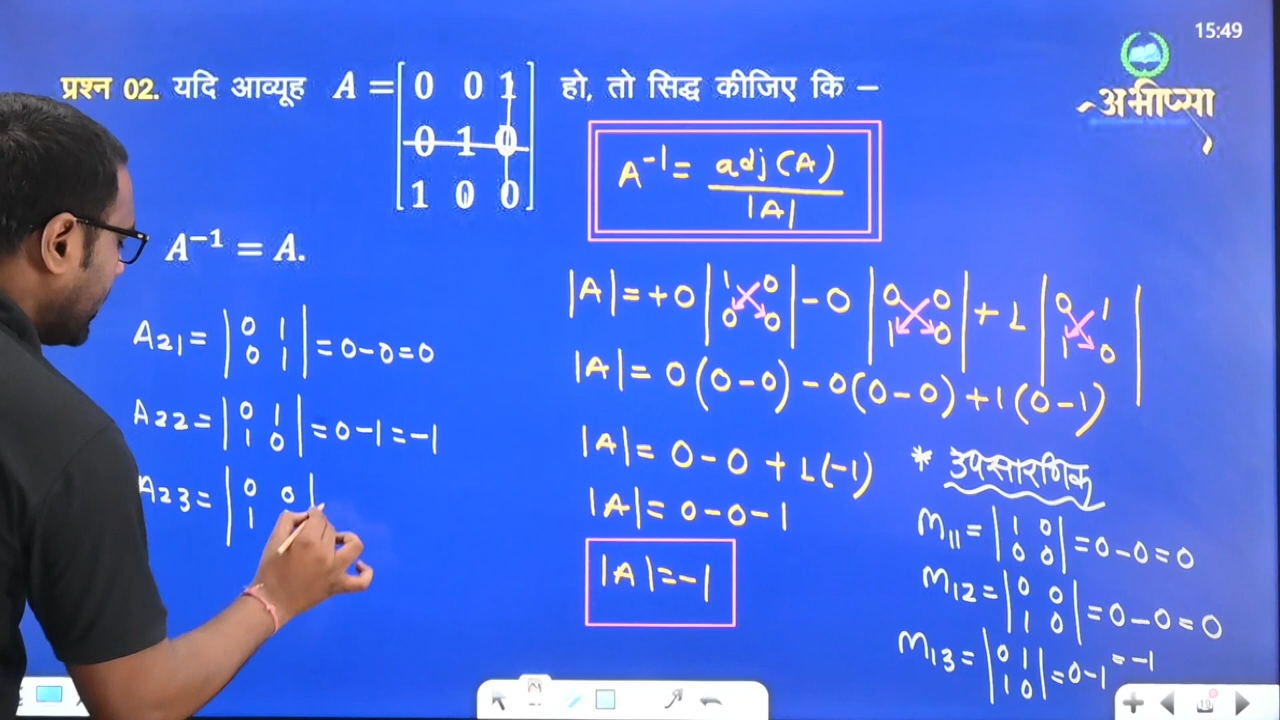 15:49
अभीप्सा
प्रश्न 02. यदि आव्यूह A = [0 0 1
0 1 0
1 0 0] हो, तो सिद्ध कीजिए कि –
A⁻¹ = A.
A⁻¹ = adj(A) / |A|
|A| = +0 |1 0; 0 0| - 0 |0 0; 1 0| + 1 |0 1; 1 0|
|A| = 0(0-0) - 0(0-0) + 1(0-1)
|A| = 0 - 0 + 1(-1)
|A| = 0 - 0 - 1
|A| = -1
A21 = |0 1; 0 1| = 0-0 = 0
A22 = |0 1; 1 0| = 0-1 = -1
A23 = |0 0; 1
* उपसारणिक
M11 = |1 0; 0 0| = 0-0 = 0
M12 = |0 0; 1 0| = 0-0 = 0
M13 = |0 1; 1 0| = 0-1 = -1
19